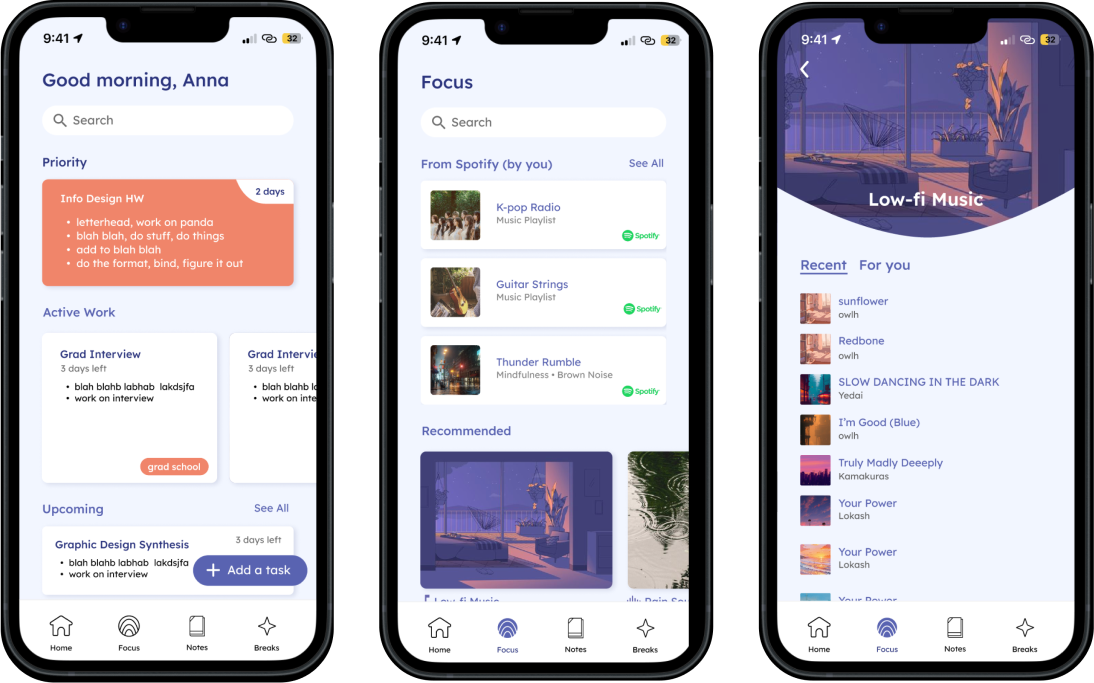 9:41
32
Good morning, Anna
Search
Priority
2 days
Info Design HW
• letterhead, work on panda
• blah blah, do stuff, do things
• add to blah blah
• do the format, bind, figure it out
Active Work
Grad Interview
3 days left
• blah blahb labhab lakdsjfa
• work on interview
grad school
Grad Intervie
3 days left
• blah blahb
• work on inte
Upcoming
See All
Graphic Design Synthesis
3 days left
• blah blahb labhab lakdsjfa
• work on interview
+ Add a task
Home
Focus
Notes
Breaks
9:41
32
Focus
Search
From Spotify (by you)
See All
K-pop Radio
Music Playlist
Spotify
Guitar Strings
Music Playlist
Spotify
Thunder Rumble
Mindfulness • Brown Noise
Spotify
Recommended
Low-fi Music
Rain Sou
Home
Focus
Notes
Breaks
9:41
32
Low-fi Music
Recent
For you
sunflower
owlh
Redbone
owlh
SLOW DANCING IN THE DARK
Yedai
I'm Good (Blue)
owlh
Truly Madly Deeeply
Kamakuras
Your Power
Lokash
Your Power
Lokash
Your Power
Home
Focus
Notes
Breaks